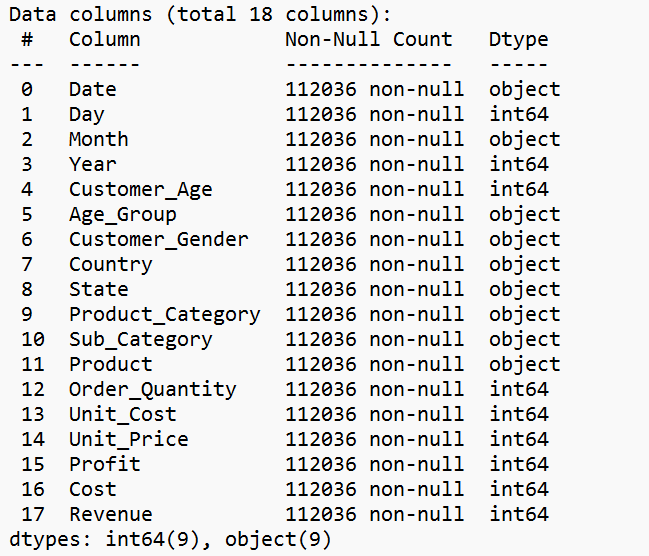 Data columns (total 18 columns):
 #   Column            Non-Null Count   Dtype
---  ------            --------------   -----
 0   Date              112036 non-null  object
 1   Day               112036 non-null  int64
 2   Month             112036 non-null  object
 3   Year              112036 non-null  int64
 4   Customer_Age      112036 non-null  int64
 5   Age_Group         112036 non-null  object
 6   Customer_Gender   112036 non-null  object
 7   Country           112036 non-null  object
 8   State             112036 non-null  object
 9   Product_Category  112036 non-null  object
 10  Sub_Category      112036 non-null  object
 11  Product           112036 non-null  object
 12  Order_Quantity    112036 non-null  int64
 13  Unit_Cost         112036 non-null  int64
 14  Unit_Price        112036 non-null  int64
 15  Profit            112036 non-null  int64
 16  Cost              112036 non-null  int64
 17  Revenue           112036 non-null  int64
dtypes: int64(9), object(9)